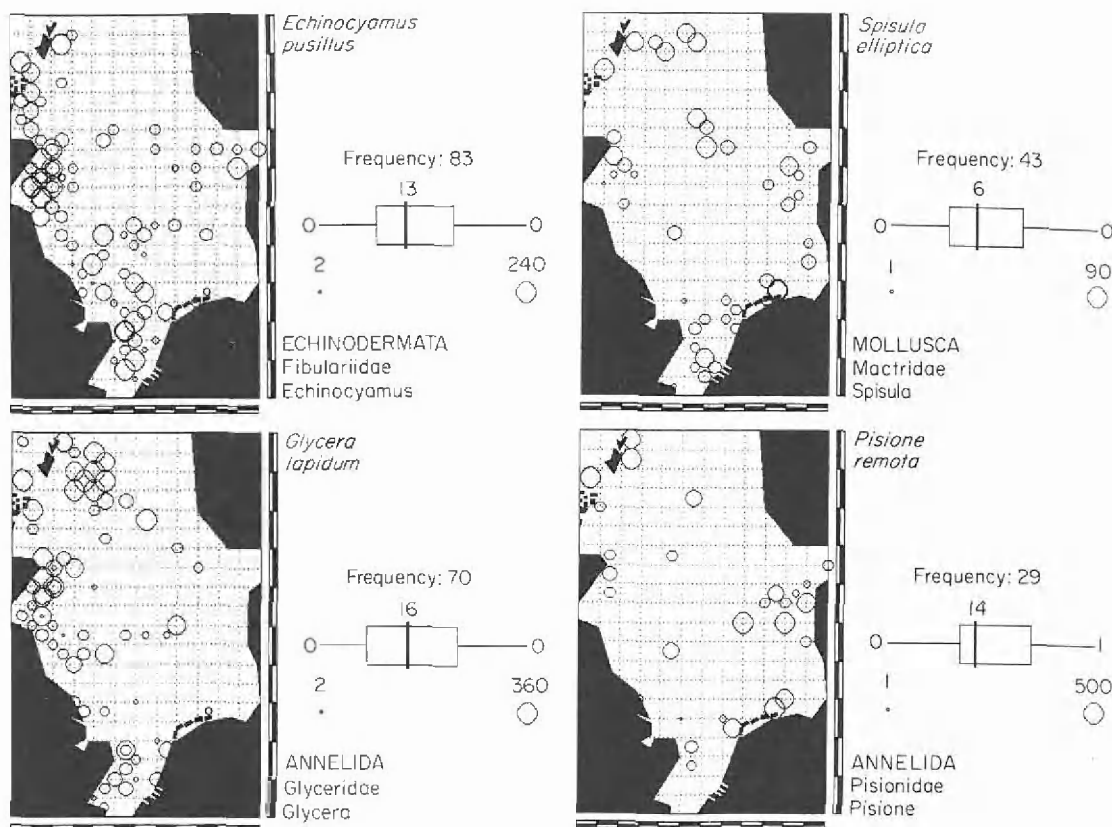 Echinocyamus
pusillus
Frequency: 83
13
0
0
2
240
ECHINODERMATA
Fibulariidae
Echinocyamus
Spisula
elliptica
Frequency: 43
6
0
0
1
90
MOLLUSCA
Mactridae
Spisula
Glycera
lapidum
Frequency: 70
16
0
0
2
360
ANNELIDA
Glyceridae
Glycera
Pisione
remota
Frequency: 29
14
0
1
1
500
ANNELIDA
Pisionidae
Pisione